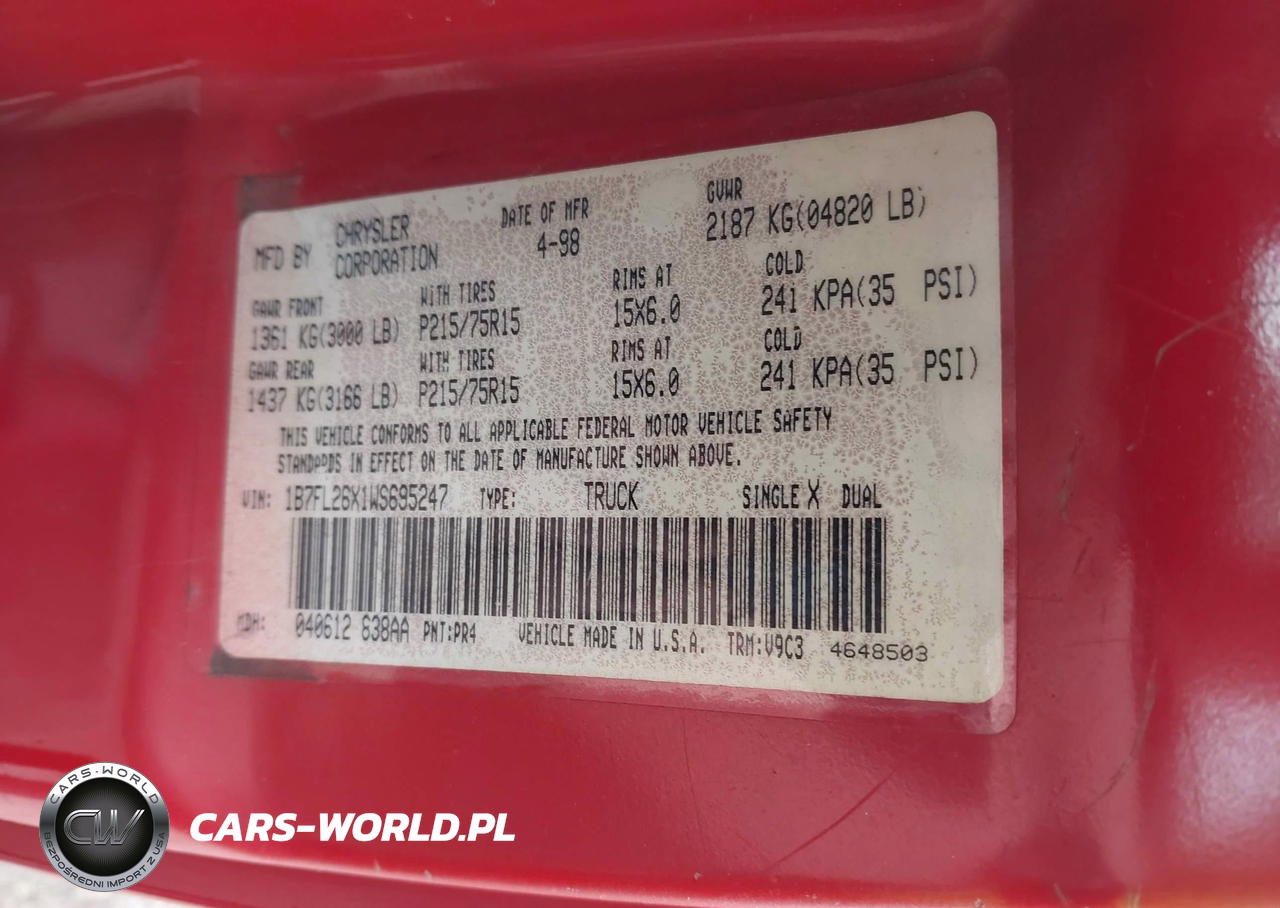 MFD BY CHRYSLER CORPORATION DATE OF MFR 4-98 GVWR 2187 KG(04820 LB)
GAWR FRONT WITH TIRES RIMS AT COLD
1361 KG(3000 LB) P215/75R15 15X6.0 241 KPA(35 PSI)
GAWR REAR WITH TIRES RIMS AT COLD
1437 KG(3166 LB) P215/75R15 15X6.0 241 KPA(35 PSI)
THIS VEHICLE CONFORMS TO ALL APPLICABLE FEDERAL MOTOR VEHICLE SAFETY
STANDARDS IN EFFECT ON THE DATE OF MANUFACTURE SHOWN ABOVE.
VIN: 1B7FL26X1WS695247 TYPE: TRUCK SINGLE X DUAL
MDH: 040612 638AA PNT:PR4 VEHICLE MADE IN U.S.A. TRM:V9C3 4648503
CARS-WORLD
CW
BEZPOŚREDNI IMPORT Z USA
CARS-WORLD.PL